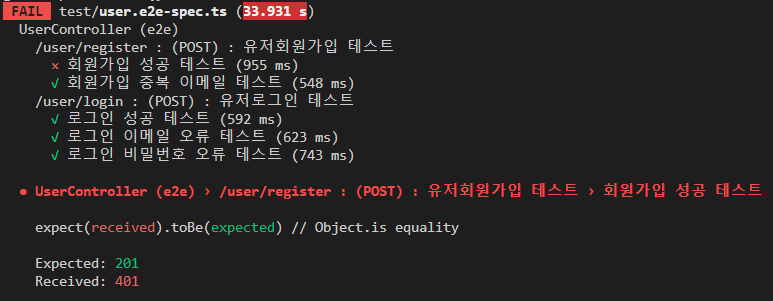 FAIL test/user.e2e-spec.ts (33.931 s)
UserController (e2e)
/user/register : (POST) : 유저회원가입 테스트
× 회원가입 성공 테스트 (955 ms)
√ 회원가입 중복 이메일 테스트 (548 ms)
/user/login : (POST) : 유저로그인 테스트
√ 로그인 성공 테스트 (592 ms)
√ 로그인 이메일 오류 테스트 (623 ms)
√ 로그인 비밀번호 오류 테스트 (743 ms)
● UserController (e2e) › /user/register : (POST) : 유저회원가입 테스트 › 회원가입 성공 테스트
expect(received).toBe(expected) // Object.is equality
Expected: 201
Received: 401